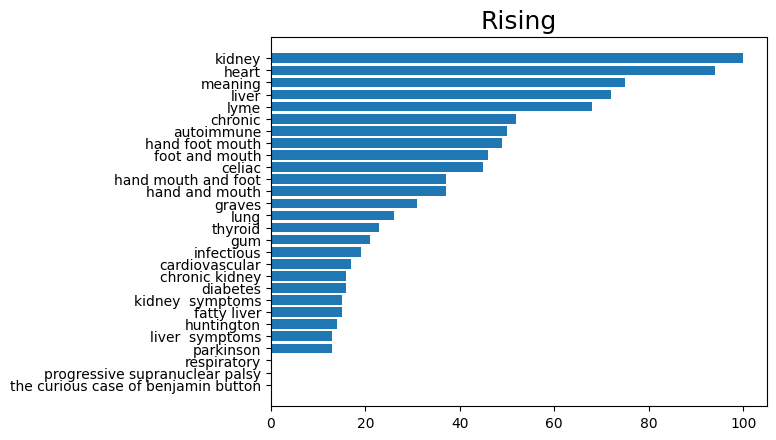 Rising
kidney
heart
meaning
liver
lyme
chronic
autoimmune
hand foot mouth
foot and mouth
celiac
hand mouth and foot
hand and mouth
graves
lung
thyroid
gum
infectious
cardiovascular
chronic kidney
diabetes
kidney  symptoms
fatty liver
huntington
liver  symptoms
parkinson
respiratory
progressive supranuclear palsy
the curious case of benjamin button
0 20 40 60 80 100